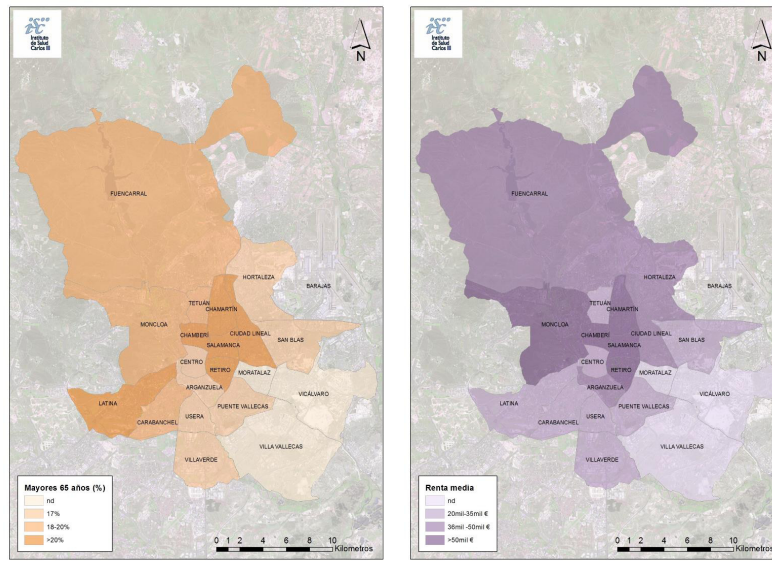 isc
Instituto
de Salud
Carlos III
N
FUENCARRAL
HORTALEZA
BARAJAS
TETUÁN
CHAMARTÍN
MONCLOA
CHAMBERÍ
CIUDAD LINEAL
SAN BLAS
SALAMANCA
CENTRO
RETIRO
MORATALAZ
ARGANZUELA
VICÁLVARO
LATINA
CARABANCHEL
USERA
PUENTE VALLECAS
VILLA VALLECAS
VILLAVERDE
Mayores 65 años (%)
nd
17%
18-20%
>20%
0 1 2 4 6 8 10
Kilometros
isc
Instituto
de Salud
Carlos III
N
FUENCARRAL
HORTALEZA
BARAJAS
TETUÁN
CHAMARTÍN
MONCLOA
CHAMBERÍ
CIUDAD LINEAL
SAN BLAS
SALAMANCA
CENTRO
RETIRO
MORATALAZ
ARGANZUELA
VICÁLVARO
LATINA
CARABANCHEL
USERA
PUENTE VALLECAS
VILLA VALLECAS
VILLAVERDE
Renta media
nd
20mil-35mil €
36mil -50mil €
>50mil €
0 1 2 4 6 8 10
Kilometros